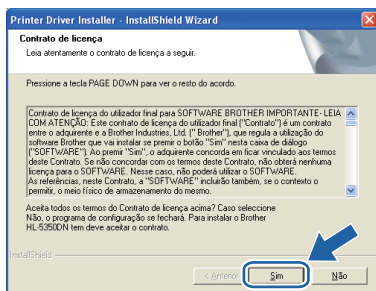 Printer Driver Installer - InstallShield Wizard
Contrato de licença
Leia atentamente o contrato de licença a seguir.
Pressione a tecla PAGE DOWN para ver o resto do acordo.
Contrato de licença do utilizador final para SOFTWARE BROTHER IMPORTANTE- LEIA
COM ATENÇÃO: Este contrato de licença do utilizador final ("Contrato") é um contrato
entre o adquirente e a Brother Industries, Ltd. (" Brother"), que regula a utilização do
software Brother que vai instalar se premir o botão "Sim" nesta caixa de diálogo
("SOFTWARE"). Ao premir "Sim", o adquirente concorda em ficar vinculado aos termos
deste Contrato. Se não concordar com os termos deste Contrato, não obterá nenhuma
licença para o SOFTWARE. Nesse caso, não poderá utilizar o SOFTWARE.
As referências, neste Contrato, a "SOFTWARE" incluirão também, se o contexto o
permitir, o meio físico de armazenamento do mesmo.
Aceita todos os termos do Contrato de licença acima? Caso seleccione
Não, o programa de configuração se fechará. Para instalar o Brother
HL-5350DN tem deve aceitar o contrato.
InstallShield
< Anterior
Sim
Não